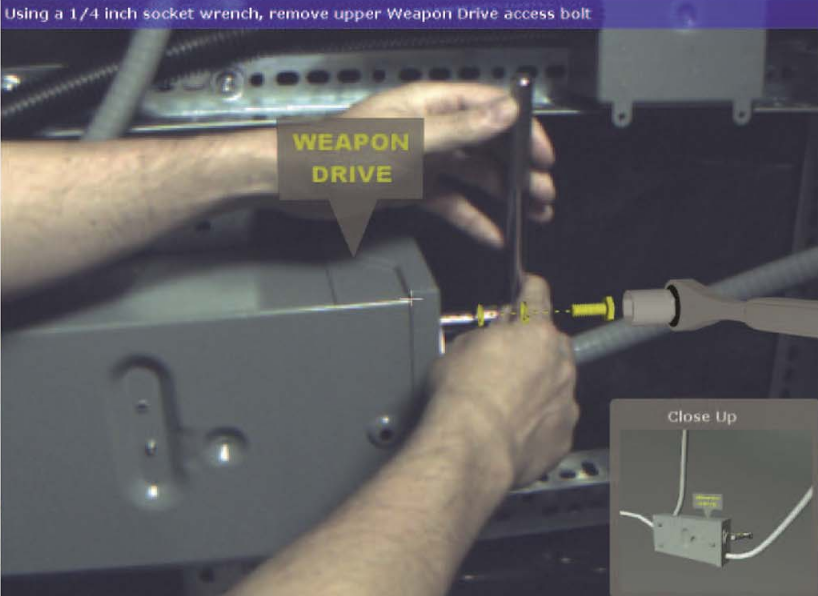 Using a 1/4 inch socket wrench, remove upper Weapon Drive access bolt
WEAPON
DRIVE
Close Up